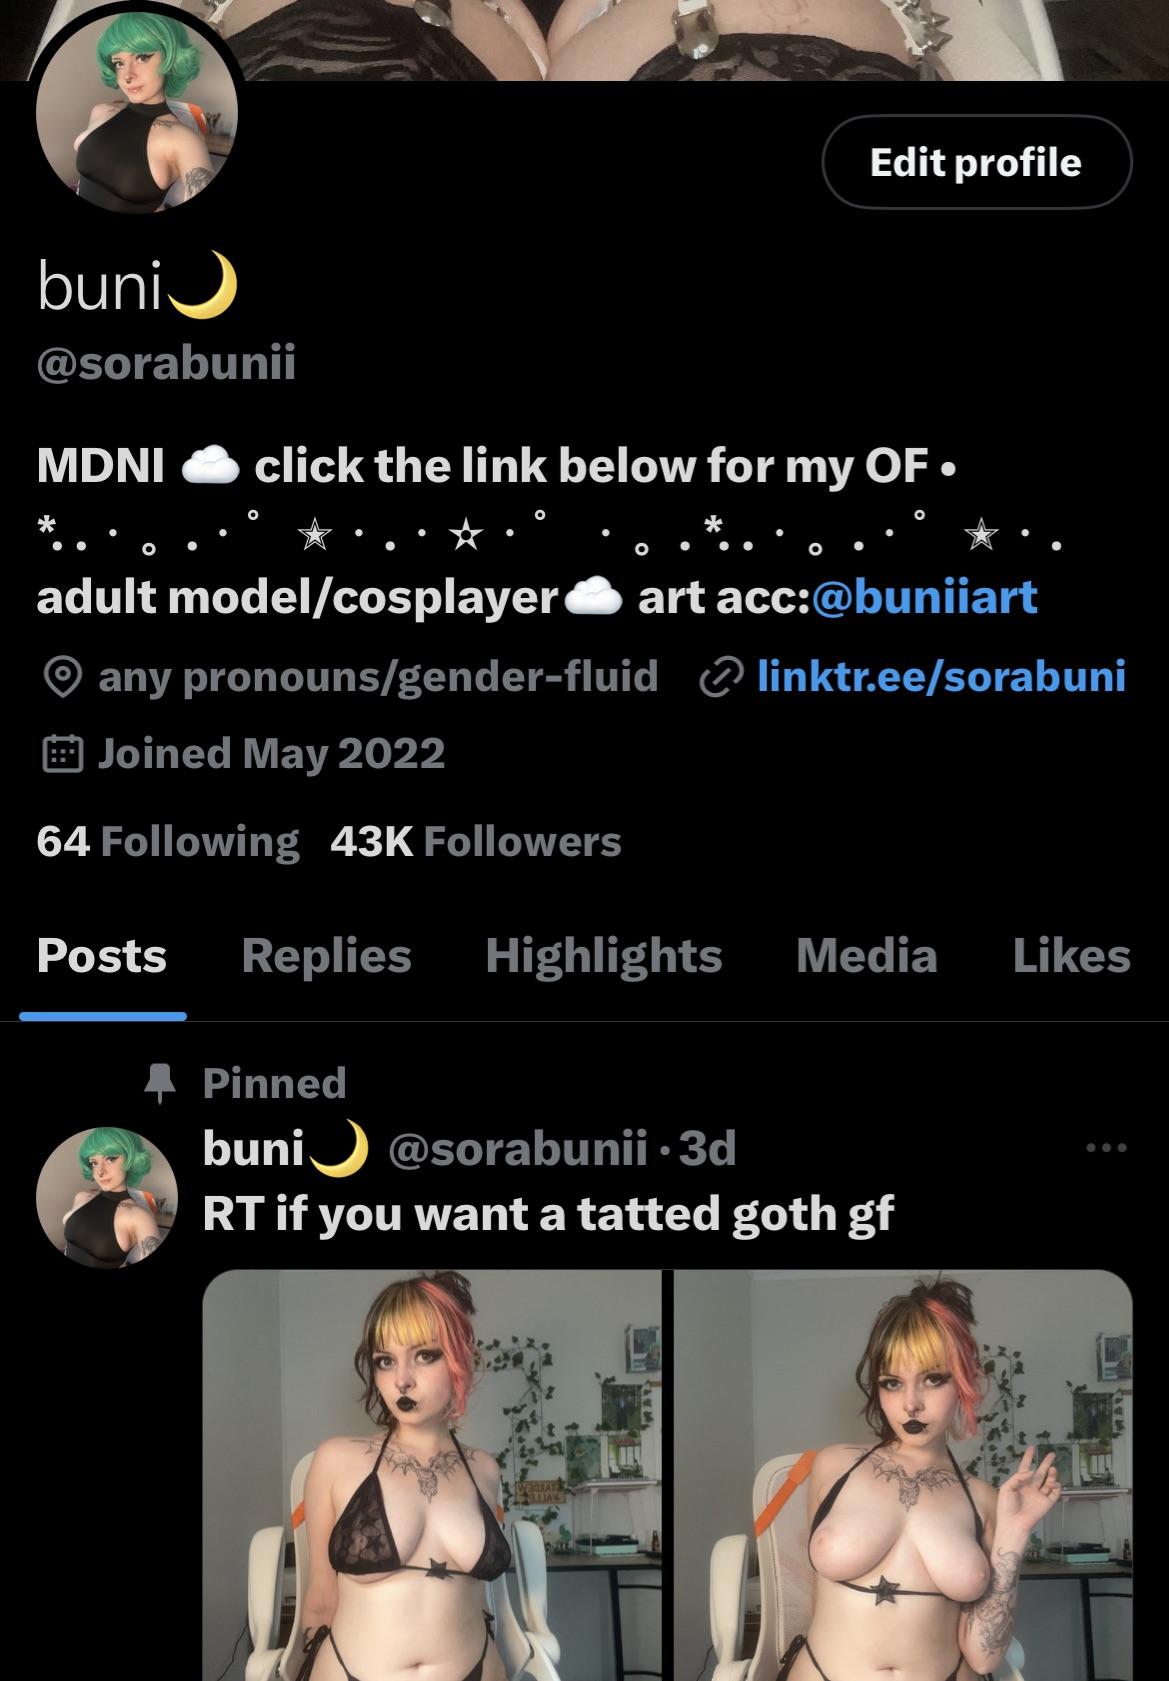 Edit profile
buni🌙
@sorabunii
MDNI ☁️ click the link below for my OF •
*. . · 。 . · ˚ ✭ · . · ✫ · ˚ · 。 . *. . · 。 . · ˚ ✭ · .
adult model/cosplayer☁️ art acc:@buniiart
any pronouns/gender-fluid linktr.ee/sorabuni
Joined May 2022
64 Following 43K Followers
Posts Replies Highlights Media Likes
Pinned
buni🌙 @sorabunii · 3d
RT if you want a tatted goth gf